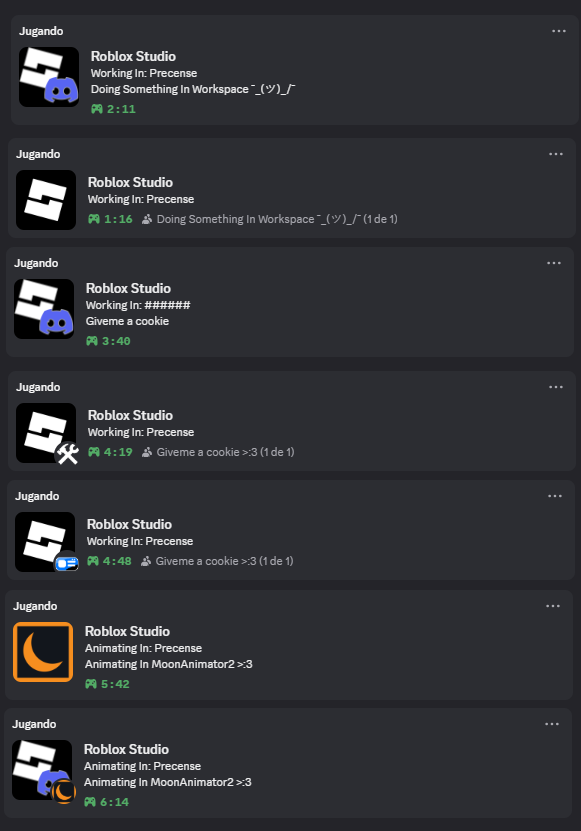 Jugando
Roblox Studio
Working In: Precense
Doing Something In Workspace ¯_(ツ)_/¯
2:11
Jugando
Roblox Studio
Working In: Precense
1:16 Doing Something In Workspace ¯_(ツ)_/¯ (1 de 1)
Jugando
Roblox Studio
Working In: ######
Giveme a cookie
3:40
Jugando
Roblox Studio
Working In: Precense
4:19 Giveme a cookie >:3 (1 de 1)
Jugando
Roblox Studio
Working In: Precense
4:48 Giveme a cookie >:3 (1 de 1)
Jugando
Roblox Studio
Animating In: Precense
Animating In MoonAnimator2 >:3
5:42
Jugando
Roblox Studio
Animating In: Precense
Animating In MoonAnimator2 >:3
6:14